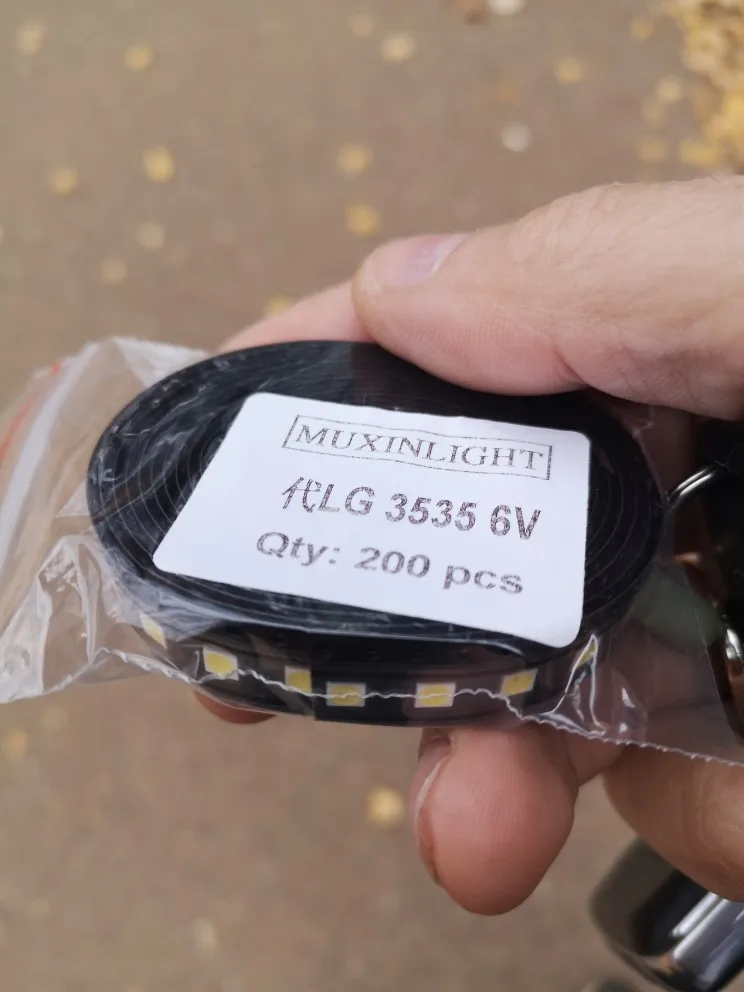 MUXINLIGHT
代LG 3535 6V
Qty: 200 pcs